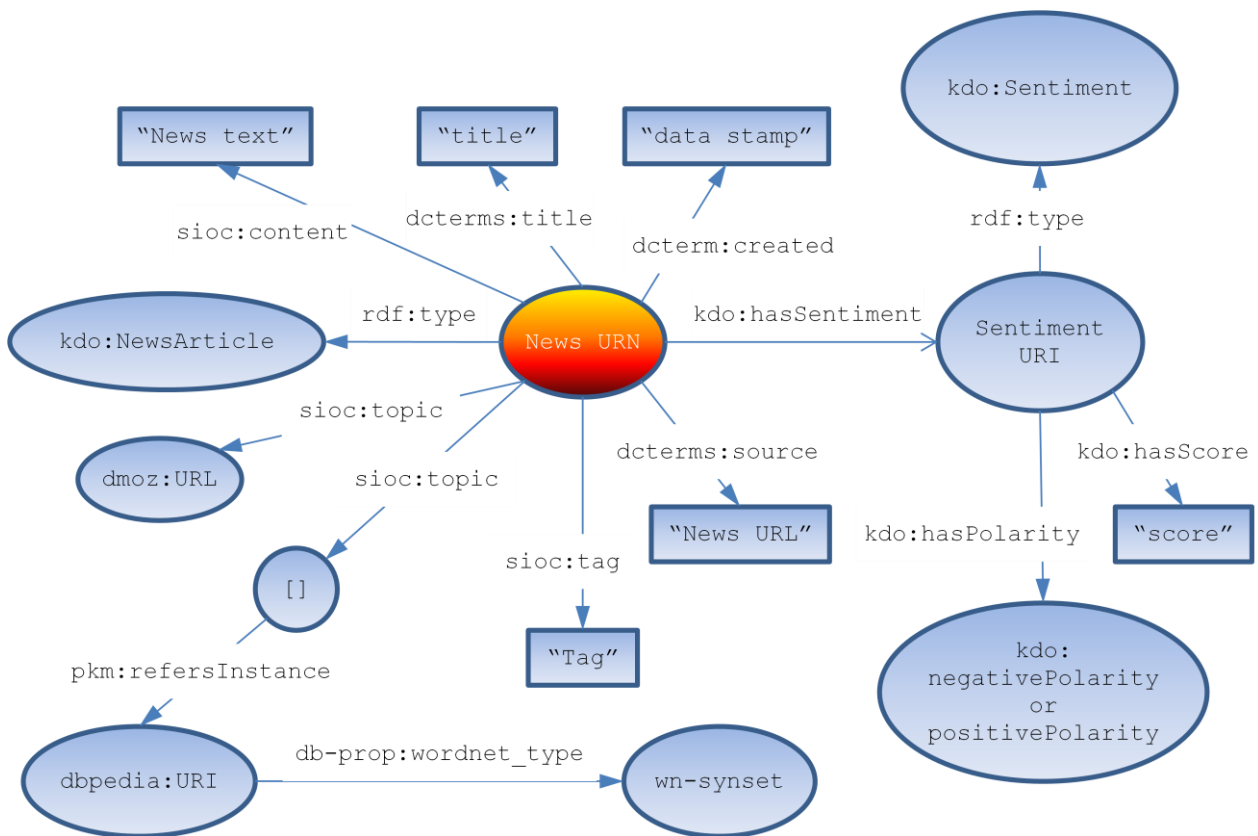 kdo:Sentiment
“News text”
“title”
“data stamp”
dcterms:title
rdf:type
sioc:content
dcterm:created
rdf:type
kdo:hasSentiment
kdo:NewsArticle
News URN
Sentiment
URI
sioc:topic
dcterms:source
kdo:hasScore
dmoz:URL
sioc:topic
“News URL”
kdo:hasPolarity
“score”
sioc:tag
[]
“Tag”
kdo:
negativePolarity
or
positivePolarity
pkm:refersInstance
db-prop:wordnet_type
dbpedia:URI
wn-synset